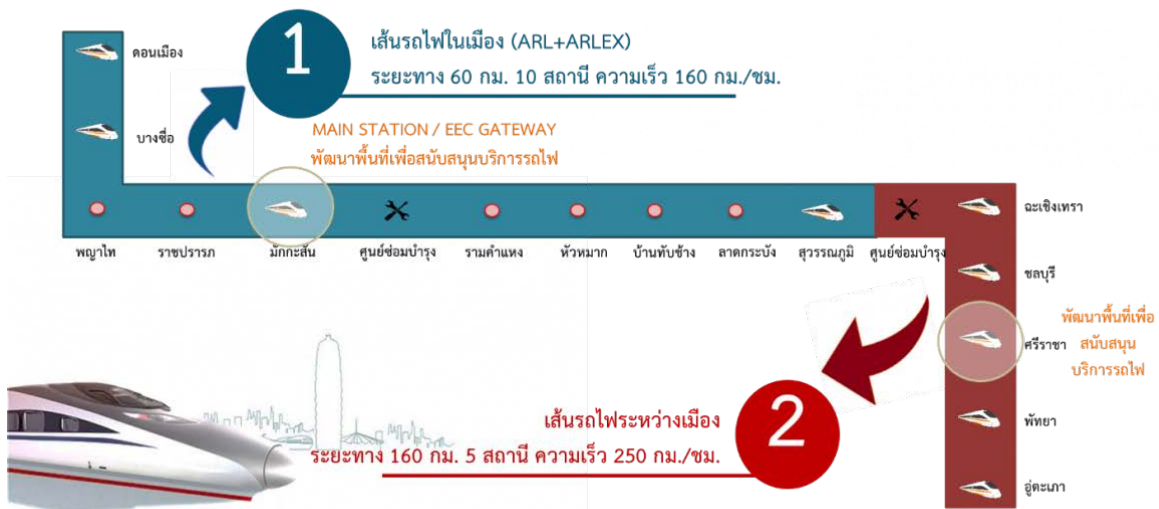 ดอนเมือง
บางซื่อ
1
เส้นรถไฟในเมือง (ARL+ARLEX)
ระยะทาง 60 กม. 10 สถานี ความเร็ว 160 กม./ชม.
MAIN STATION / EEC GATEWAY
พัฒนาพื้นที่เพื่อสนับสนุนบริการรถไฟ
พญาไท
ราชปรารภ
มักกะสัน
ศูนย์ซ่อมบำรุง
รามคำแหง
หัวหมาก
บ้านทับช้าง
ลาดกระบัง
สุวรรณภูมิ
ศูนย์ซ่อมบำรุง
ฉะเชิงเทรา
ชลบุรี
ศรีราชา
พัฒนาพื้นที่เพื่อ
สนับสนุน
บริการรถไฟ
พัทยา
อู่ตะเภา
2
เส้นรถไฟระหว่างเมือง
ระยะทาง 160 กม. 5 สถานี ความเร็ว 250 กม./ชม.